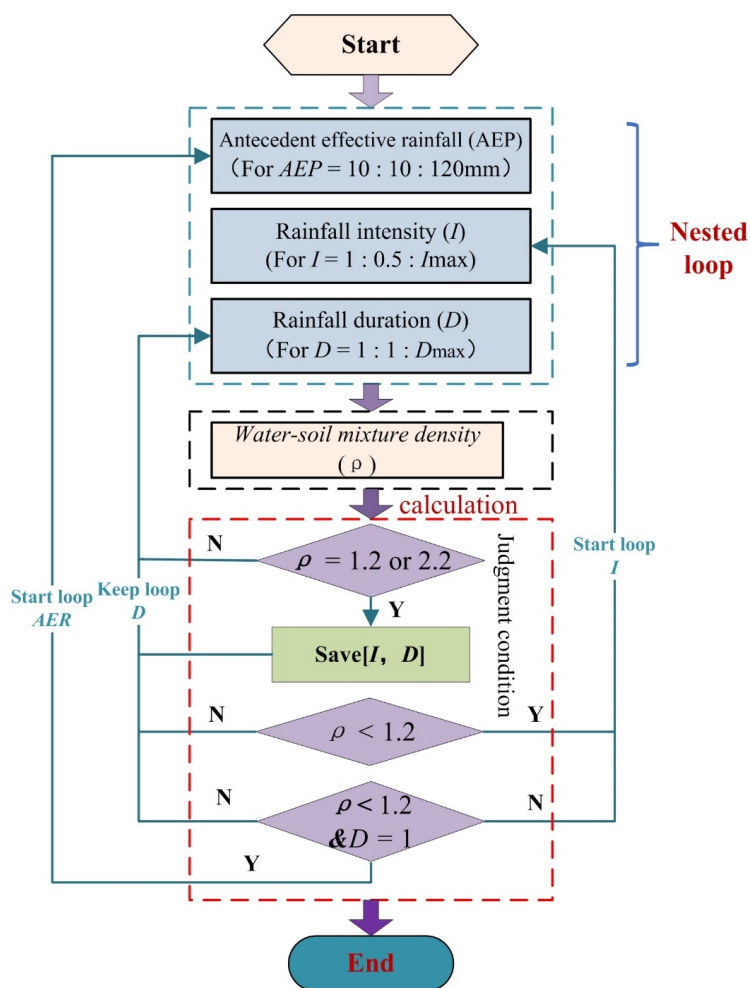 Start
Antecedent effective rainfall (AEP)
(For AEP = 10 : 10 : 120mm)
Rainfall intensity (I)
(For I = 1 : 0.5 : Imax)
Rainfall duration (D)
(For D = 1 : 1 : Dmax)
Nested
loop
Water-soil mixture density
(ρ)
calculation
N
ρ = 1.2 or 2.2
Judgment condition
Start loop
I
Start loop
AER
Keep loop
D
Y
Save[I, D]
N
ρ < 1.2
Y
N
ρ < 1.2
&D = 1
N
Y
End